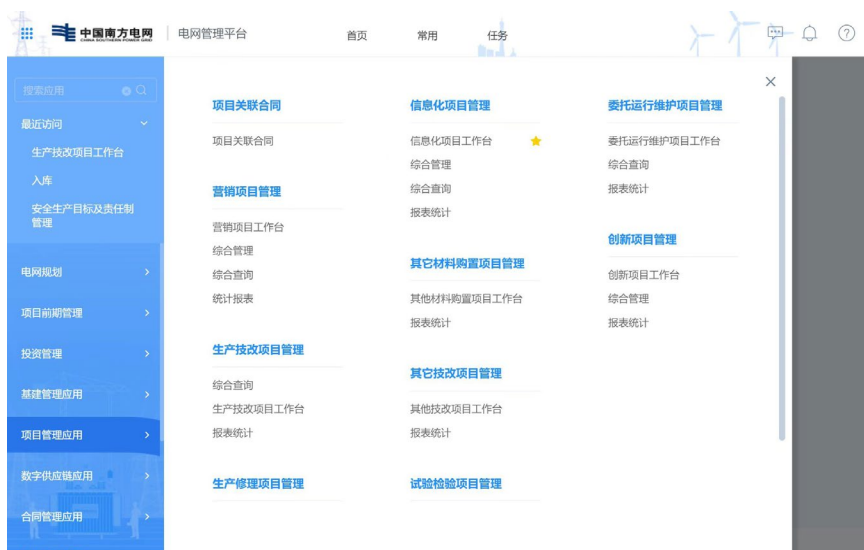 中国南方电网
CHINA SOUTHERN POWER GRID
电网管理平台
首页
常用
任务
搜索应用
最近访问
生产技改项目工作台
入库
安全生产目标及责任制
管理
电网规划
项目前期管理
投资管理
基建管理应用
项目管理应用
数字供应链应用
合同管理应用
项目关联合同
项目关联合同
营销项目管理
营销项目工作台
综合管理
综合查询
统计报表
生产技改项目管理
综合查询
生产技改项目工作台
报表统计
生产修理项目管理
信息化项目管理
信息化项目工作台
综合管理
综合查询
报表统计
其它材料购置项目管理
其他材料购置项目工作台
报表统计
其它技改项目管理
其他技改项目工作台
报表统计
试验检验项目管理
委托运行维护项目管理
委托运行维护项目工作台
综合查询
报表统计
创新项目管理
创新项目工作台
综合管理
报表统计